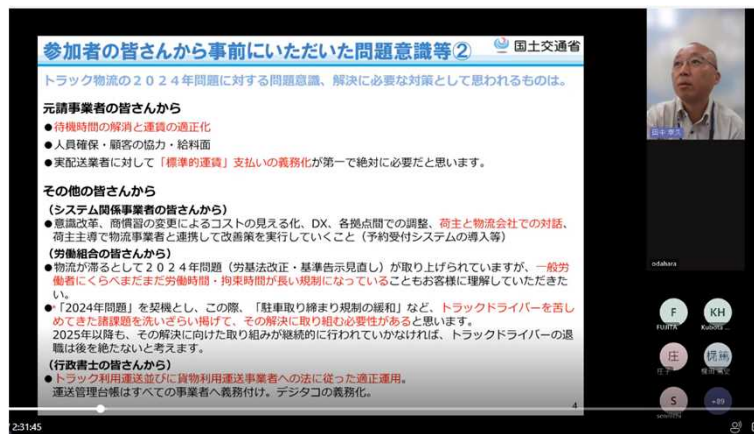 参加者の皆さんから事前にいただいた問題意識等②
国土交通省
トラック物流の2024年問題に対する問題意識、解決に必要な対策として思われるものは。
元請事業者の皆さんから
●待機時間の解消と運賃の適正化
●人員確保・顧客の協力・給料面
●実配送業者に対して「標準的運賃」支払いの義務化が第一で絶対に必要だと思います。
その他の皆さんから
(システム関係事業者の皆さんから)
●意識改革、商慣習の変更によるコストの見える化、DX、各拠点間での調整、荷主と物流会社での対話、
荷主主導で物流事業者と連携して改善策を実行していくこと(予約受付システムの導入等)
(労働組合の皆さんから)
●物流が滞るとして2024年問題(労基法改正・基準告示見直し)が取り上げられていますが、一般労
働者にくらべまだまだ労働時間・拘束時間が長い規制になっていることもお客様に理解していただきた
い。
●「2024年問題」を契機とし、この際、「駐車取り締まり規制の緩和」など、トラックドライバーを苦し
めてきた諸課題を洗いざらい掲げて、その解決に取り組む必要性があると思います。
2025年以降も、その解決に向けた取り組みが継続的に行われていかなければ、トラックドライバーの退
職は後を絶たないと考えます。
(行政書士の皆さんから)
●トラック利用運送並びに貨物利用運送事業者への法に従った適正運用。
運送管理台帳はすべての事業者へ義務付け。デジタコの義務化。
4
odahara
F
FUJITA
KH
Kubota ...
庄
S
+89
2:31:45